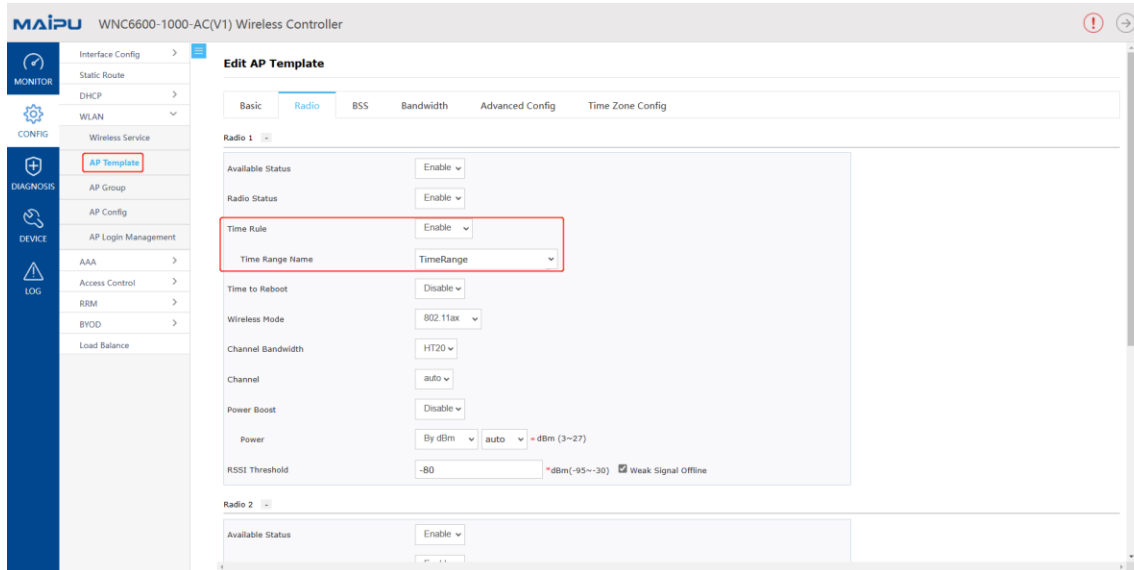 MAIPU WNC6600-1000-AC(V1) Wireless Controller
MONITOR
CONFIG
DIAGNOSIS
DEVICE
LOG
Interface Config
Static Route
DHCP
WLAN
Wireless Service
AP Template
AP Group
AP Config
AP Login Management
AAA
Access Control
RRM
BYOD
Load Balance
Edit AP Template
Basic Radio BSS Bandwidth Advanced Config Time Zone Config
Radio 1 -
Available Status Enable
Radio Status Enable
Time Rule Enable
Time Range Name TimeRange
Time to Reboot Disable
Wireless Mode 802.11ax
Channel Bandwidth HT20
Channel auto
Power Boost Disable
Power By dBm auto * dBm (3~27)
RSSI Threshold -80 *dBm(-95~-30) Weak Signal Offline
Radio 2 -
Available Status Enable